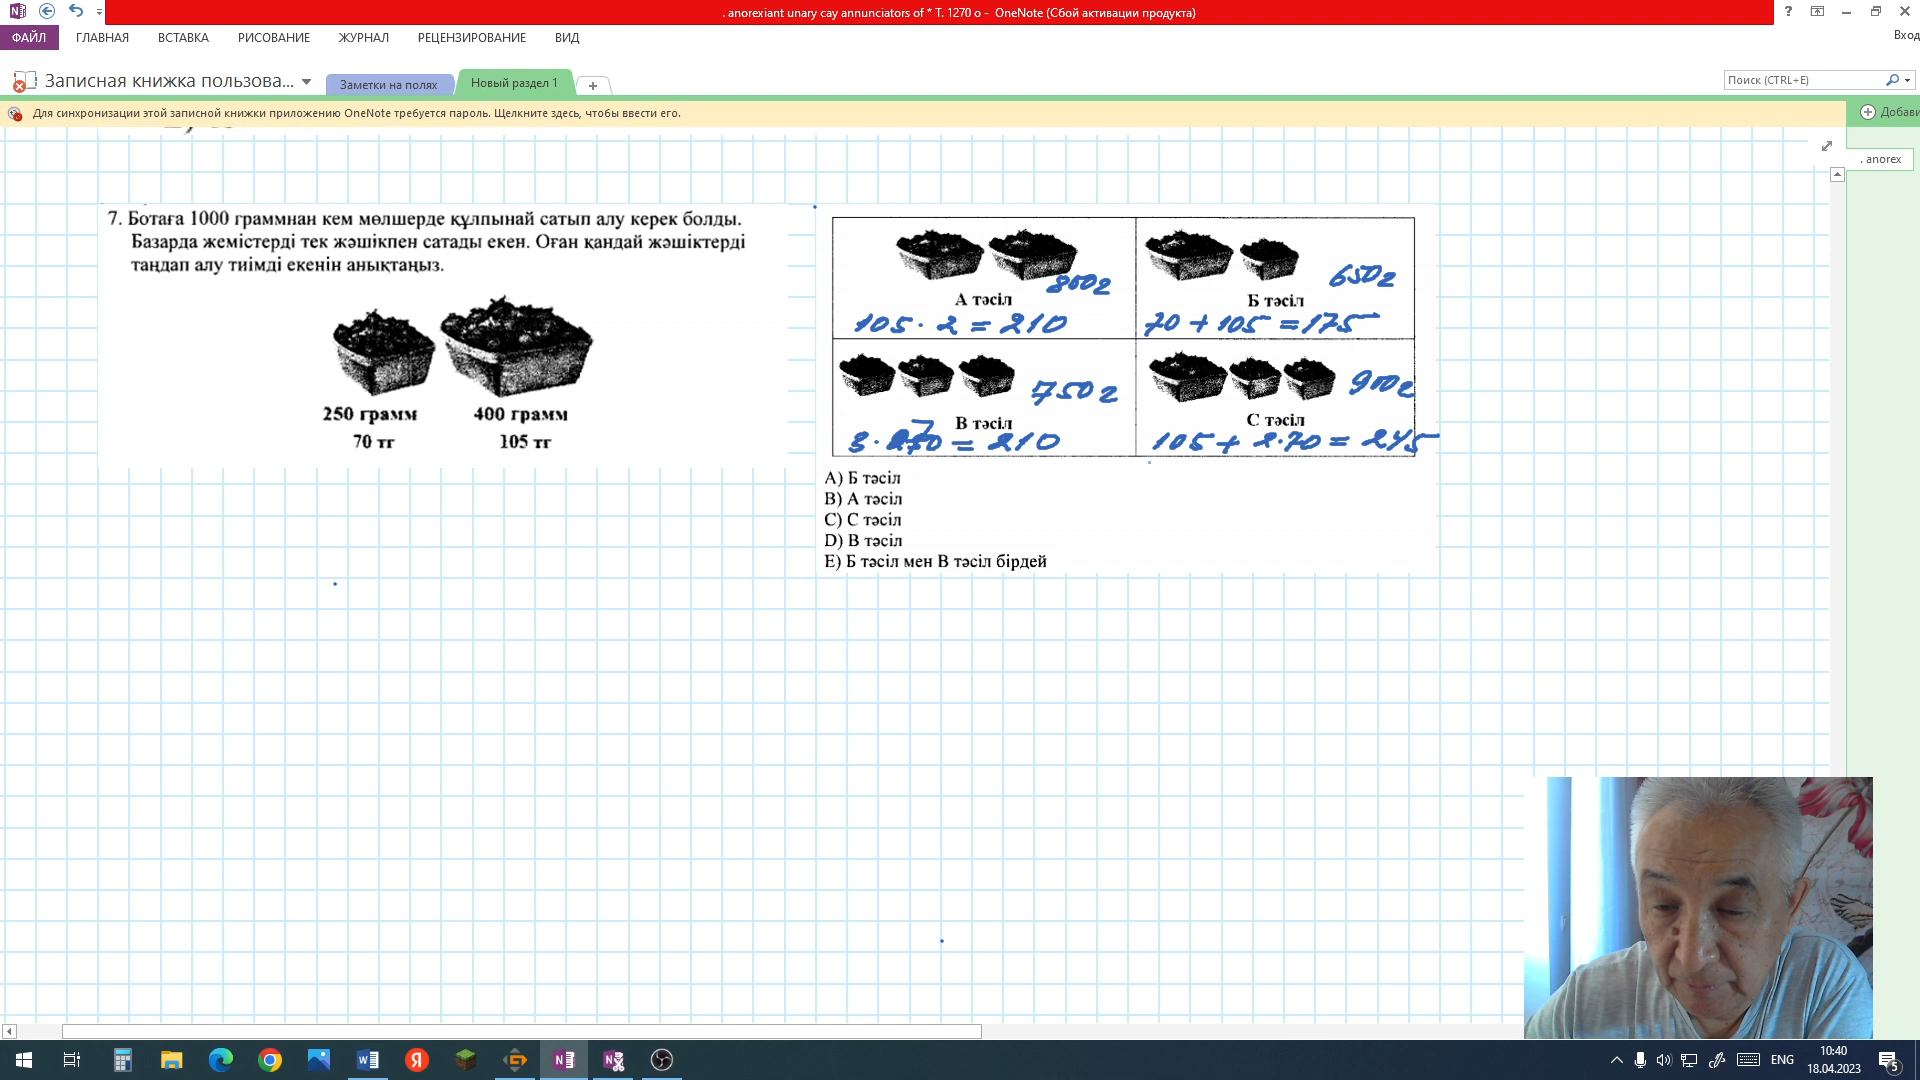 . anorexiant unary cay annunciators of * T. 1270 o - OneNote (Сбой активации продукта)
ФАЙЛ ГЛАВНАЯ ВСТАВКА РИСОВАНИЕ ЖУРНАЛ РЕЦЕНЗИРОВАНИЕ ВИД Вход
Записная книжка пользова... Заметки на полях Новый раздел 1 Поиск (CTRL+E)
Для синхронизации этой записной книжки приложению OneNote требуется пароль. Щелкните здесь, чтобы ввести его. Добави
. anorex
7. Ботаға 1000 граммнан кем мөлшерде құлпынай сатып алу керек болды.
Базарда жемістерді тек жәшікпен сатады екен. Оған қандай жәшіктерді
таңдап алу тиімді екенін анықтаңыз.
250 грамм 400 грамм
70 тг 105 тг
800г 650г
А тәсіл Б тәсіл
105 · 2 = 210 70 + 105 = 175
750г 900г
В тәсіл С тәсіл
3 · 70 = 210 105 + 2·70 = 245
A) Б тәсіл
B) А тәсіл
C) С тәсіл
D) В тәсіл
E) Б тәсіл мен В тәсіл бірдей
ENG 10:40
18.04.2023 5